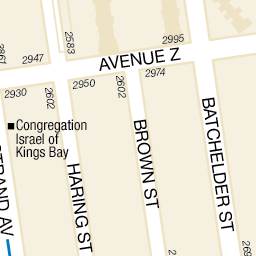 2861
2947
2583
AVENUE Z
2995
2930
2602
2950
2602
2974
Congregation
Israel of
Kings Bay
HARING ST
BROWN ST
BATCHELDER ST
STRAND AV